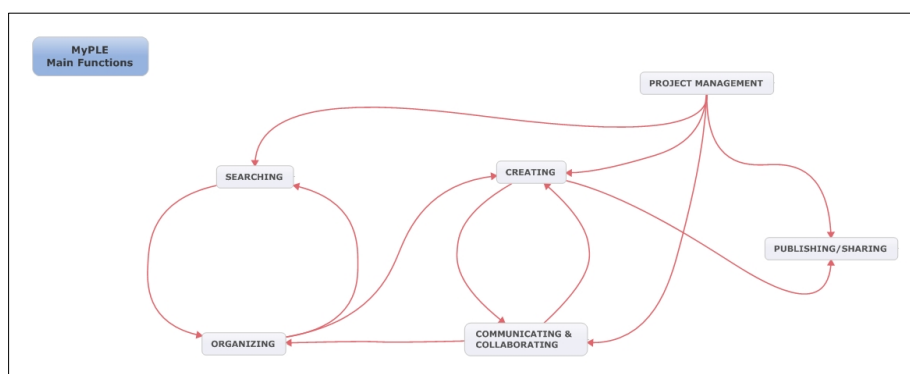 MyPLE
Main Functions
PROJECT MANAGEMENT
SEARCHING
CREATING
PUBLISHING/SHARING
ORGANIZING
COMMUNICATING &
COLLABORATING